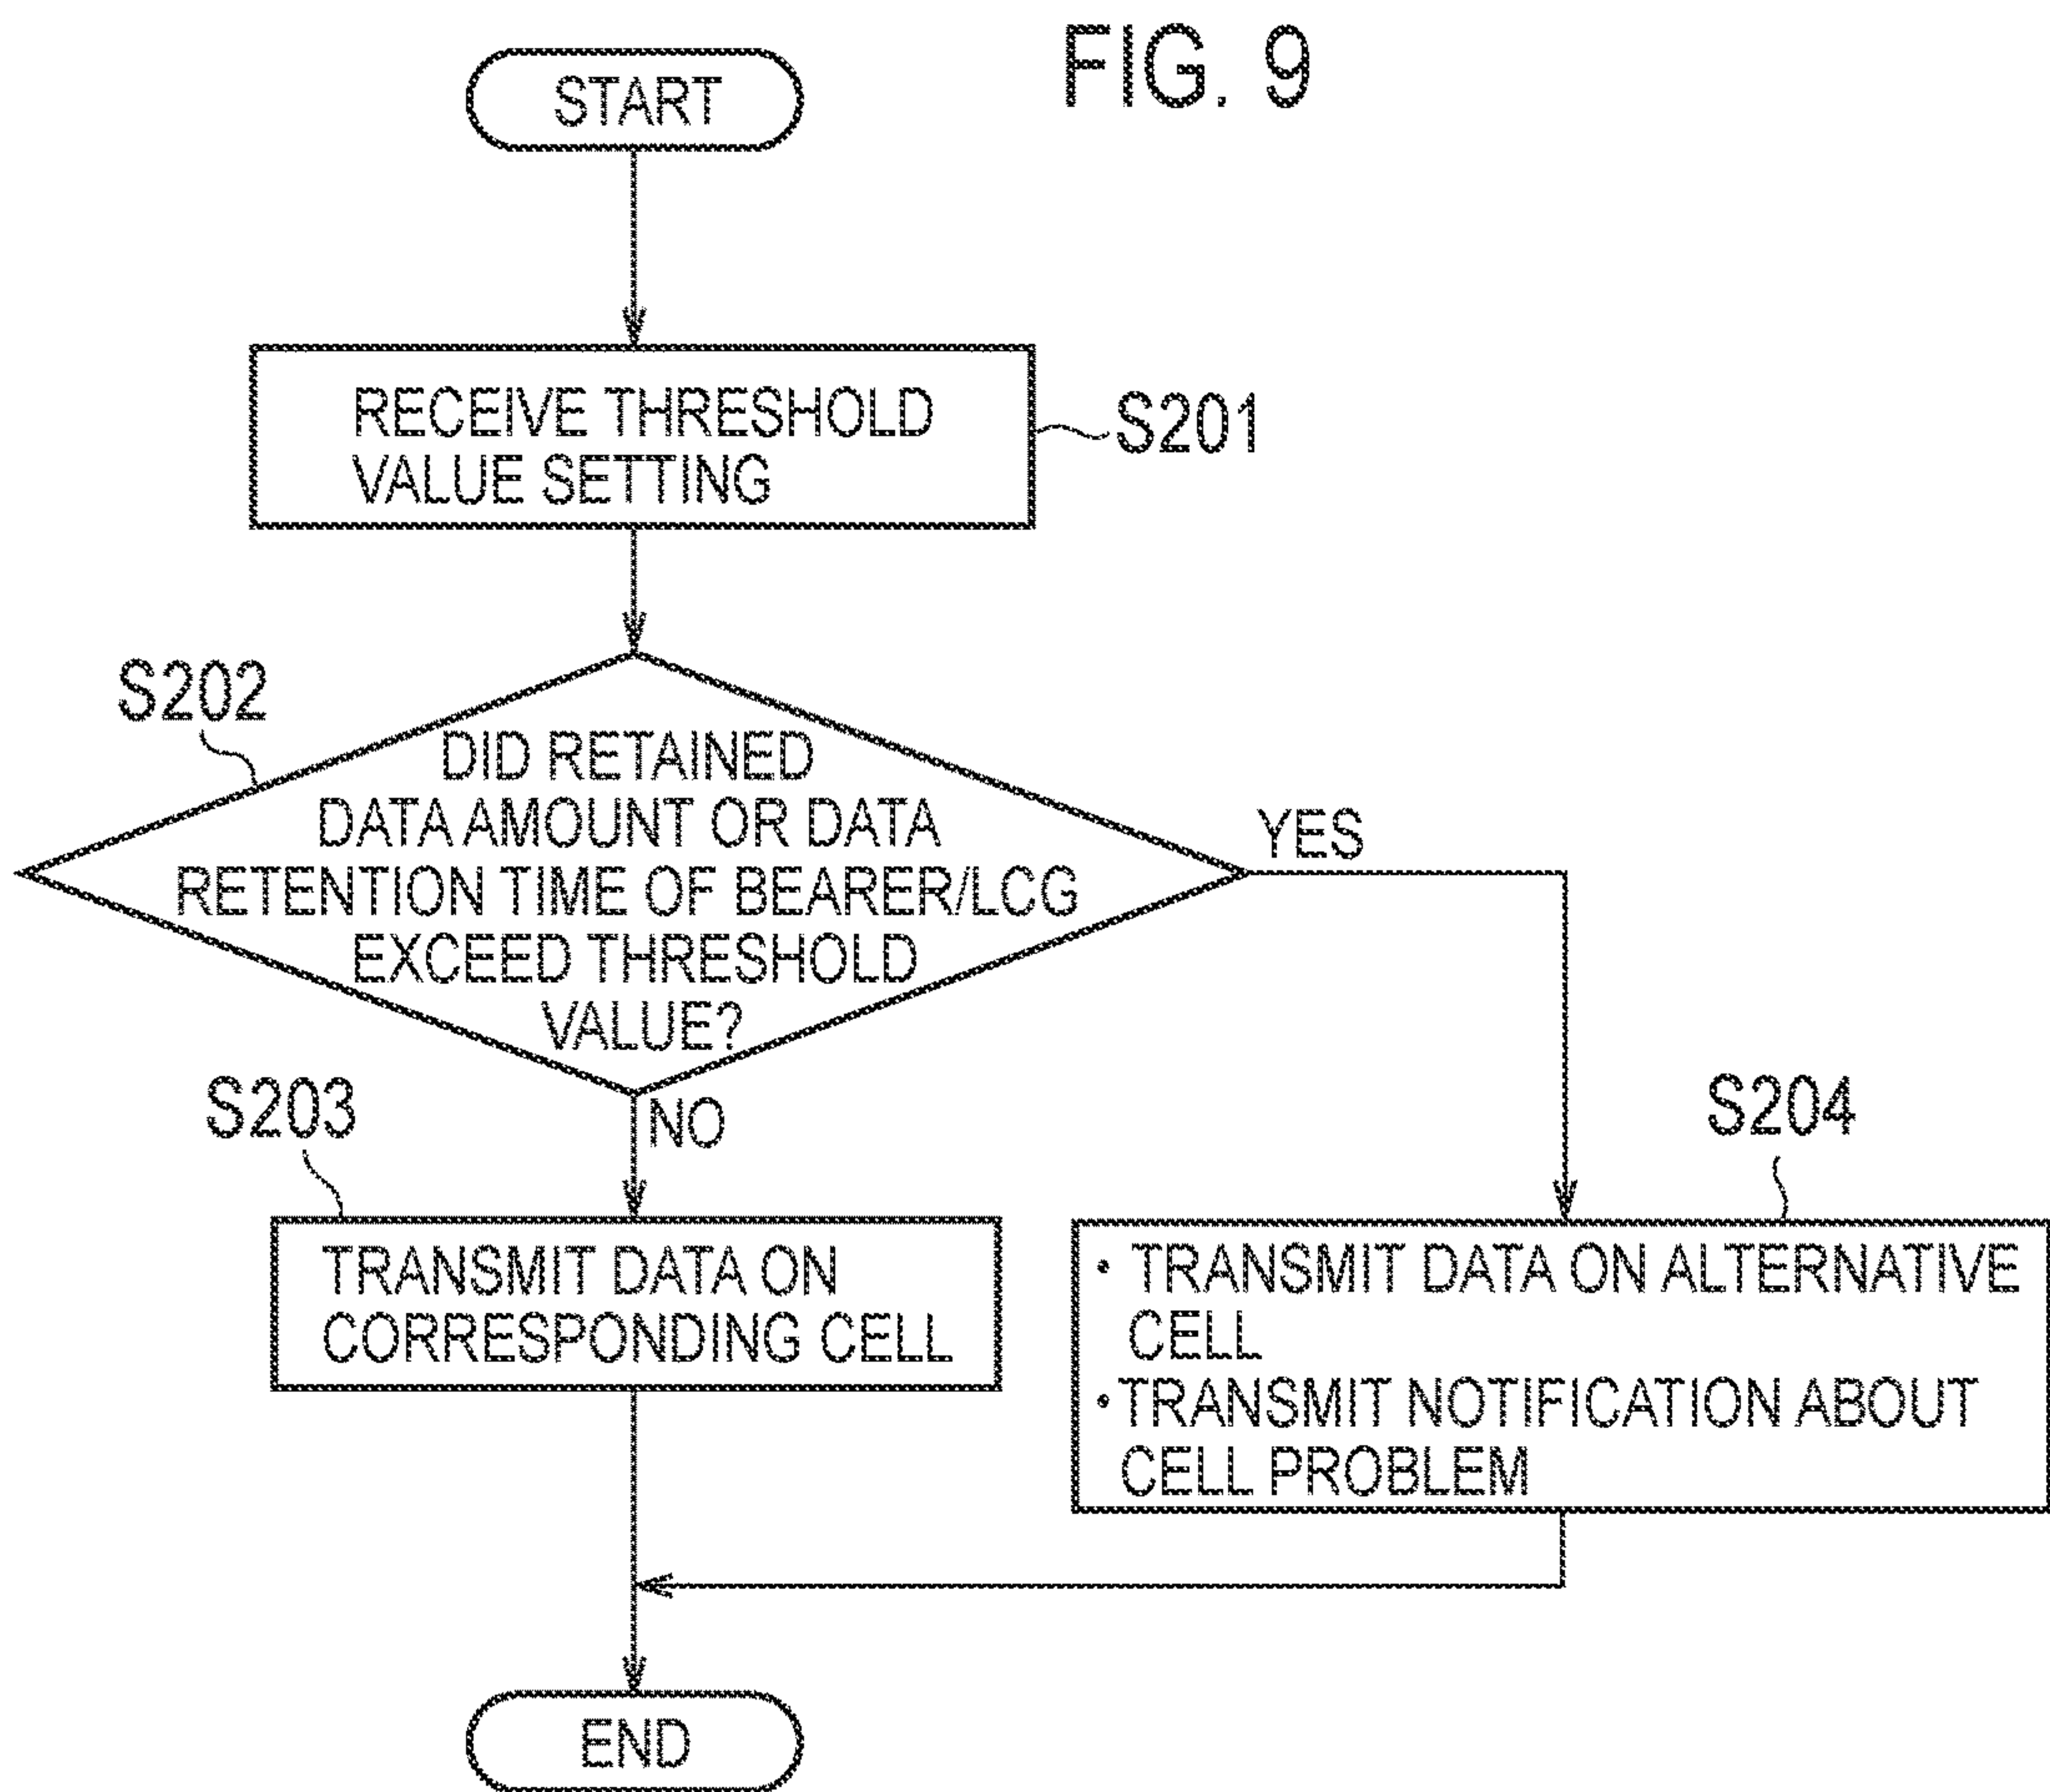 FIG. 9
START
RECEIVE THRESHOLD
VALUE SETTING
S201
S202
DID RETAINED
DATA AMOUNT OR DATA
RETENTION TIME OF BEARER/LCG
EXCEED THRESHOLD
VALUE?
YES
NO
S203
TRANSMIT DATA ON
CORRESPONDING CELL
S204
• TRANSMIT DATA ON ALTERNATIVE
CELL
• TRANSMIT NOTIFICATION ABOUT
CELL PROBLEM
END